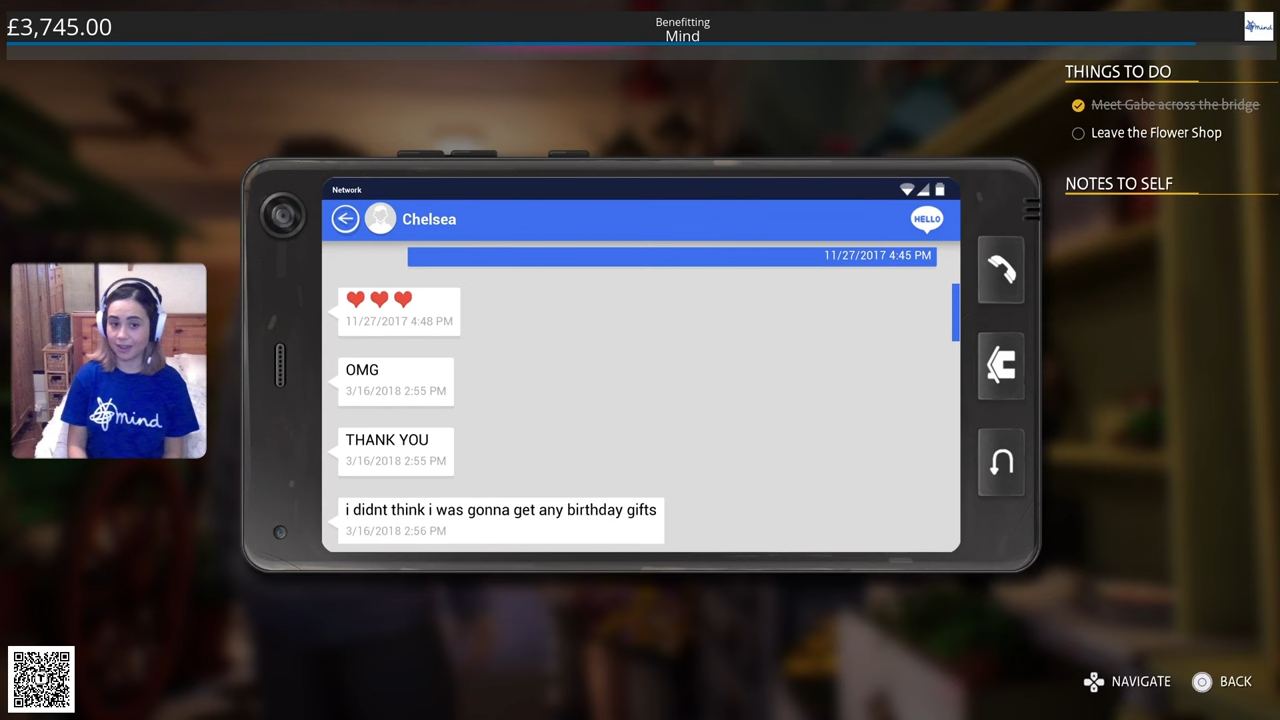 £3,745.00
Benefitting
Mind
mind
THINGS TO DO
Meet Gabe across the bridge
Leave the Flower Shop
NOTES TO SELF
Network
Chelsea
HELLO
11/27/2017 4:45 PM
11/27/2017 4:48 PM
OMG
3/16/2018 2:55 PM
THANK YOU
3/16/2018 2:55 PM
i didnt think i was gonna get any birthday gifts
3/16/2018 2:56 PM
mind
T
NAVIGATE
BACK